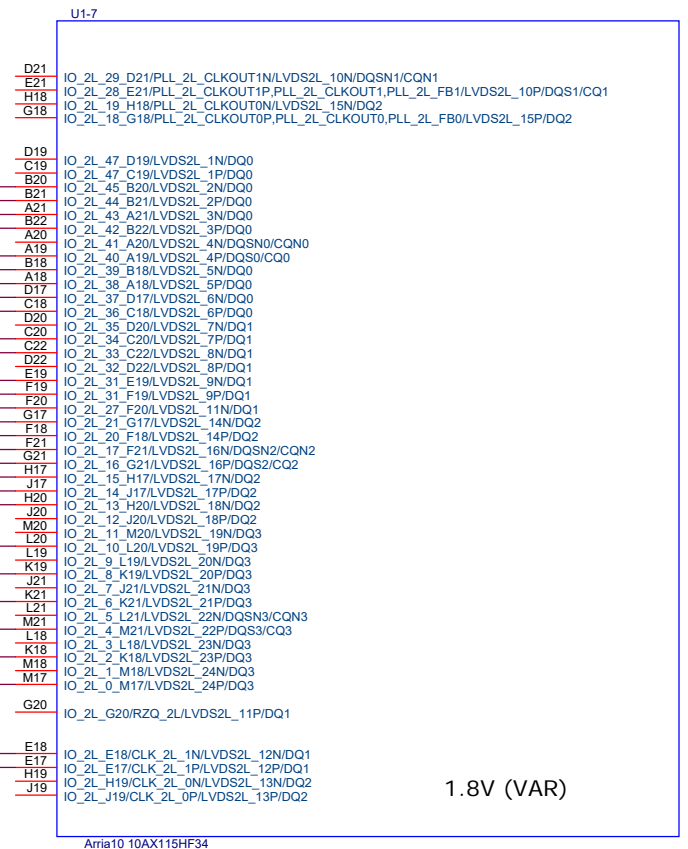 U1-7
D21 IO_2L_29_D21/PLL_2L_CLKOUT1N/LVDS2L_10N/DQSN1/CQN1
E21 IO_2L_28_E21/PLL_2L_CLKOUT1P,PLL_2L_CLKOUT1,PLL_2L_FB1/LVDS2L_10P/DQS1/CQ1
H18 IO_2L_19_H18/PLL_2L_CLKOUT0N/LVDS2L_15N/DQ2
G18 IO_2L_18_G18/PLL_2L_CLKOUT0P,PLL_2L_CLKOUT0,PLL_2L_FB0/LVDS2L_15P/DQ2
D19 IO_2L_47_D19/LVDS2L_1N/DQ0
C19 IO_2L_47_C19/LVDS2L_1P/DQ0
B20 IO_2L_45_B20/LVDS2L_2N/DQ0
B21 IO_2L_44_B21/LVDS2L_2P/DQ0
A21 IO_2L_43_A21/LVDS2L_3N/DQ0
B22 IO_2L_42_B22/LVDS2L_3P/DQ0
A20 IO_2L_41_A20/LVDS2L_4N/DQSN0/CQN0
A19 IO_2L_40_A19/LVDS2L_4P/DQS0/CQ0
B18 IO_2L_39_B18/LVDS2L_5N/DQ0
A18 IO_2L_38_A18/LVDS2L_5P/DQ0
D17 IO_2L_37_D17/LVDS2L_6N/DQ0
C18 IO_2L_36_C18/LVDS2L_6P/DQ0
D20 IO_2L_35_D20/LVDS2L_7N/DQ1
C20 IO_2L_34_C20/LVDS2L_7P/DQ1
C22 IO_2L_33_C22/LVDS2L_8N/DQ1
D22 IO_2L_32_D22/LVDS2L_8P/DQ1
E19 IO_2L_31_E19/LVDS2L_9N/DQ1
F19 IO_2L_31_F19/LVDS2L_9P/DQ1
F20 IO_2L_27_F20/LVDS2L_11N/DQ1
G17 IO_2L_21_G17/LVDS2L_14N/DQ2
F18 IO_2L_20_F18/LVDS2L_14P/DQ2
F21 IO_2L_17_F21/LVDS2L_16N/DQSN2/CQN2
G21 IO_2L_16_G21/LVDS2L_16P/DQS2/CQ2
H17 IO_2L_15_H17/LVDS2L_17N/DQ2
J17 IO_2L_14_J17/LVDS2L_17P/DQ2
H20 IO_2L_13_H20/LVDS2L_18N/DQ2
J20 IO_2L_12_J20/LVDS2L_18P/DQ2
M20 IO_2L_11_M20/LVDS2L_19N/DQ3
L20 IO_2L_10_L20/LVDS2L_19P/DQ3
L19 IO_2L_9_L19/LVDS2L_20N/DQ3
K19 IO_2L_8_K19/LVDS2L_20P/DQ3
J21 IO_2L_7_J21/LVDS2L_21N/DQ3
K21 IO_2L_6_K21/LVDS2L_21P/DQ3
L21 IO_2L_5_L21/LVDS2L_22N/DQSN3/CQN3
M21 IO_2L_4_M21/LVDS2L_22P/DQS3/CQ3
L18 IO_2L_3_L18/LVDS2L_23N/DQ3
K18 IO_2L_2_K18/LVDS2L_23P/DQ3
M18 IO_2L_1_M18/LVDS2L_24N/DQ3
M17 IO_2L_0_M17/LVDS2L_24P/DQ3
G20 IO_2L_G20/RZQ_2L/LVDS2L_11P/DQ1
E18 IO_2L_E18/CLK_2L_1N/LVDS2L_12N/DQ1
E17 IO_2L_E17/CLK_2L_1P/LVDS2L_12P/DQ1
H19 IO_2L_H19/CLK_2L_0N/LVDS2L_13N/DQ2
J19 IO_2L_J19/CLK_2L_0P/LVDS2L_13P/DQ2
1.8V (VAR)
Arria10 10AX115HF34